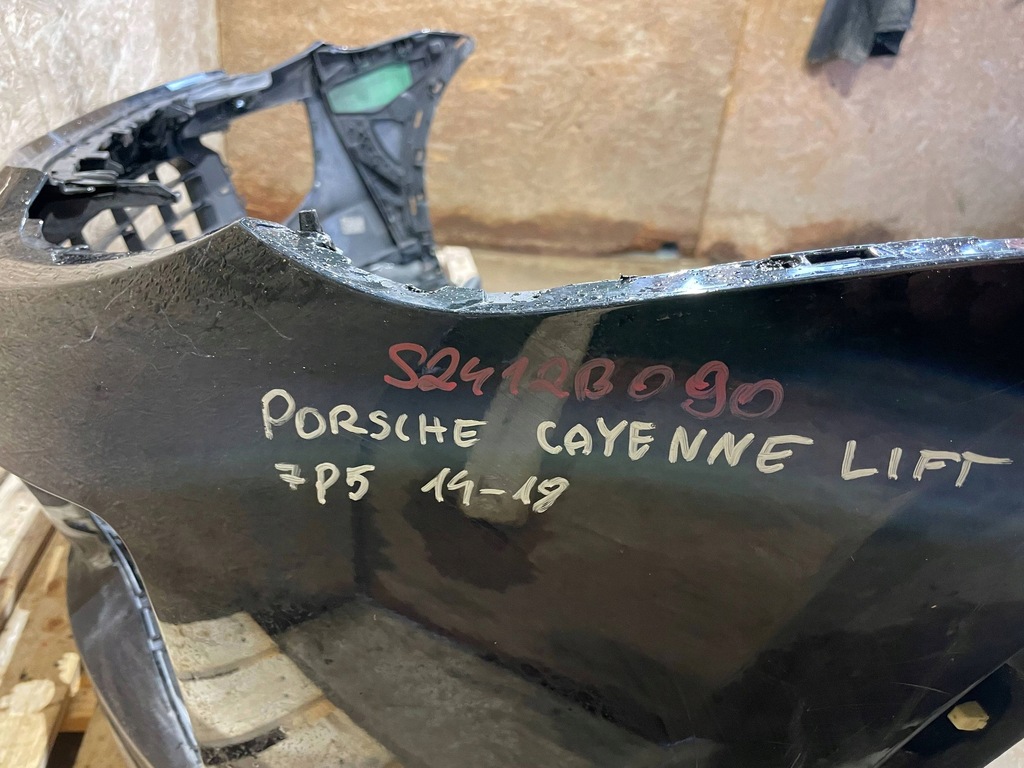 S2412B090
PORSCHE CAYENNE LIFT
7P5 14-18